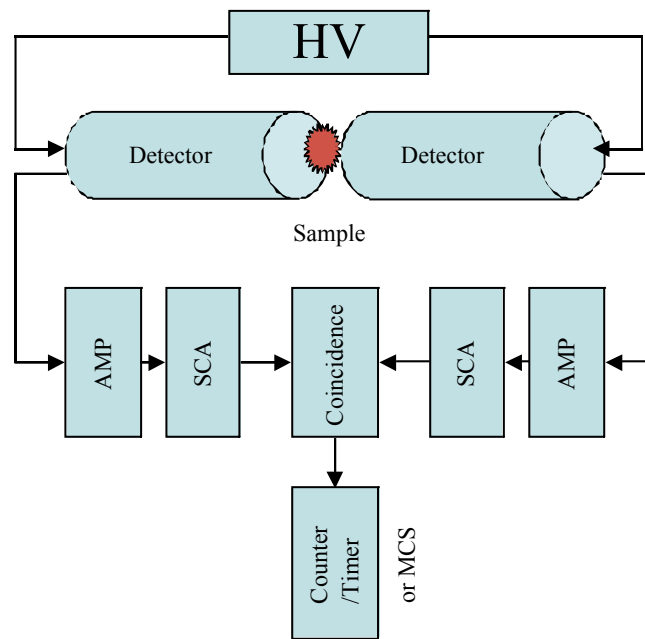 HV
Detector
Detector
Sample
AMP
SCA
Coincidence
SCA
AMP
Counter
/Timer
or MCS